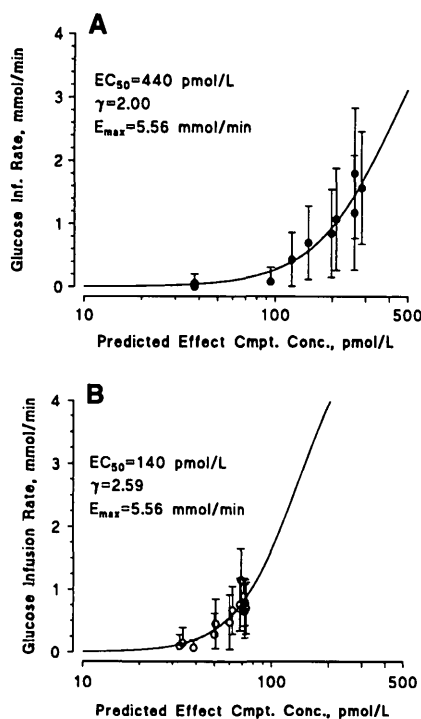 A
Glucose Inf. Rate, mmol/min
4
3
2
1
0
EC50=440 pmol/L
γ=2.00
Emax=5.56 mmol/min
10 100 500
Predicted Effect Cmpt. Conc., pmol/L
B
Glucose Infusion Rate, mmol/min
4
3
2
1
0
EC50=140 pmol/L
γ=2.59
Emax=5.56 mmol/min
10 100 500
Predicted Effect Cmpt. Conc., pmol/L